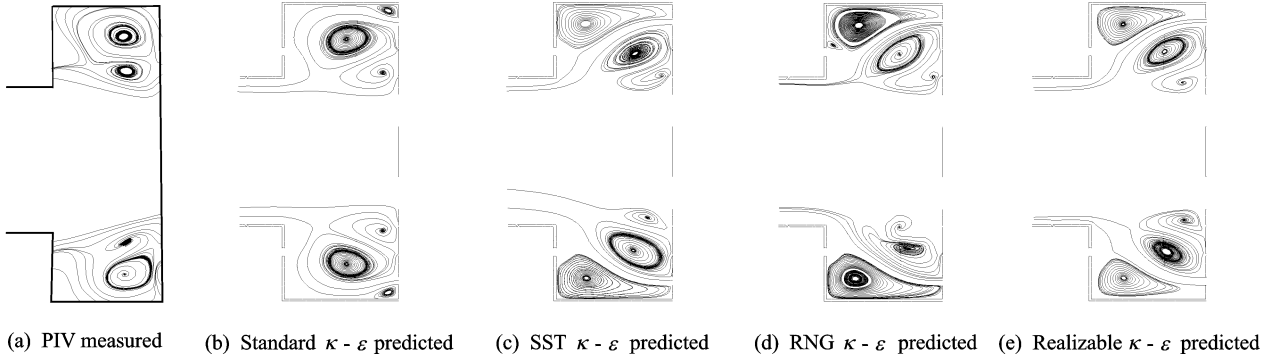 (a) PIV measured (b) Standard κ - ε predicted (c) SST κ - ε predicted (d) RNG κ - ε predicted (e) Realizable κ - ε predicted